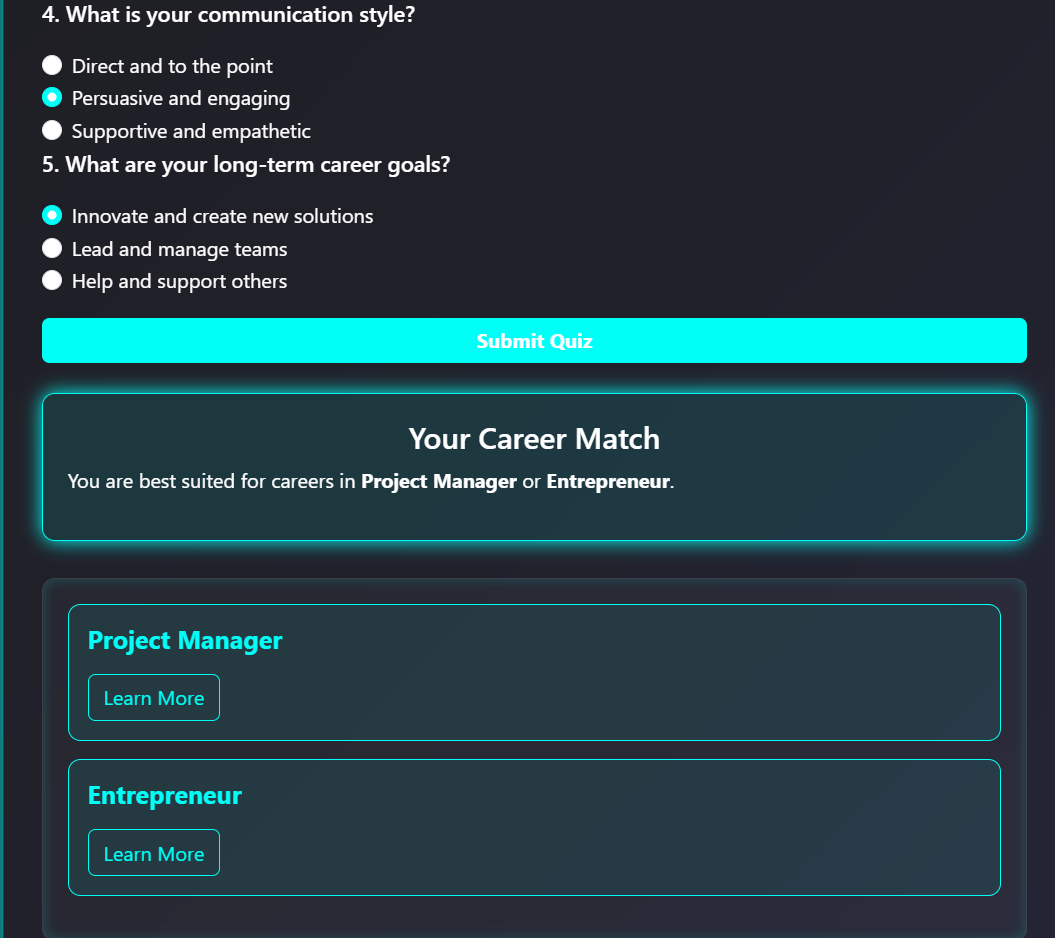 4. What is your communication style?
Direct and to the point
Persuasive and engaging
Supportive and empathetic
5. What are your long-term career goals?
Innovate and create new solutions
Lead and manage teams
Help and support others
Submit Quiz
Your Career Match
You are best suited for careers in Project Manager or Entrepreneur.
Project Manager
Learn More
Entrepreneur
Learn More